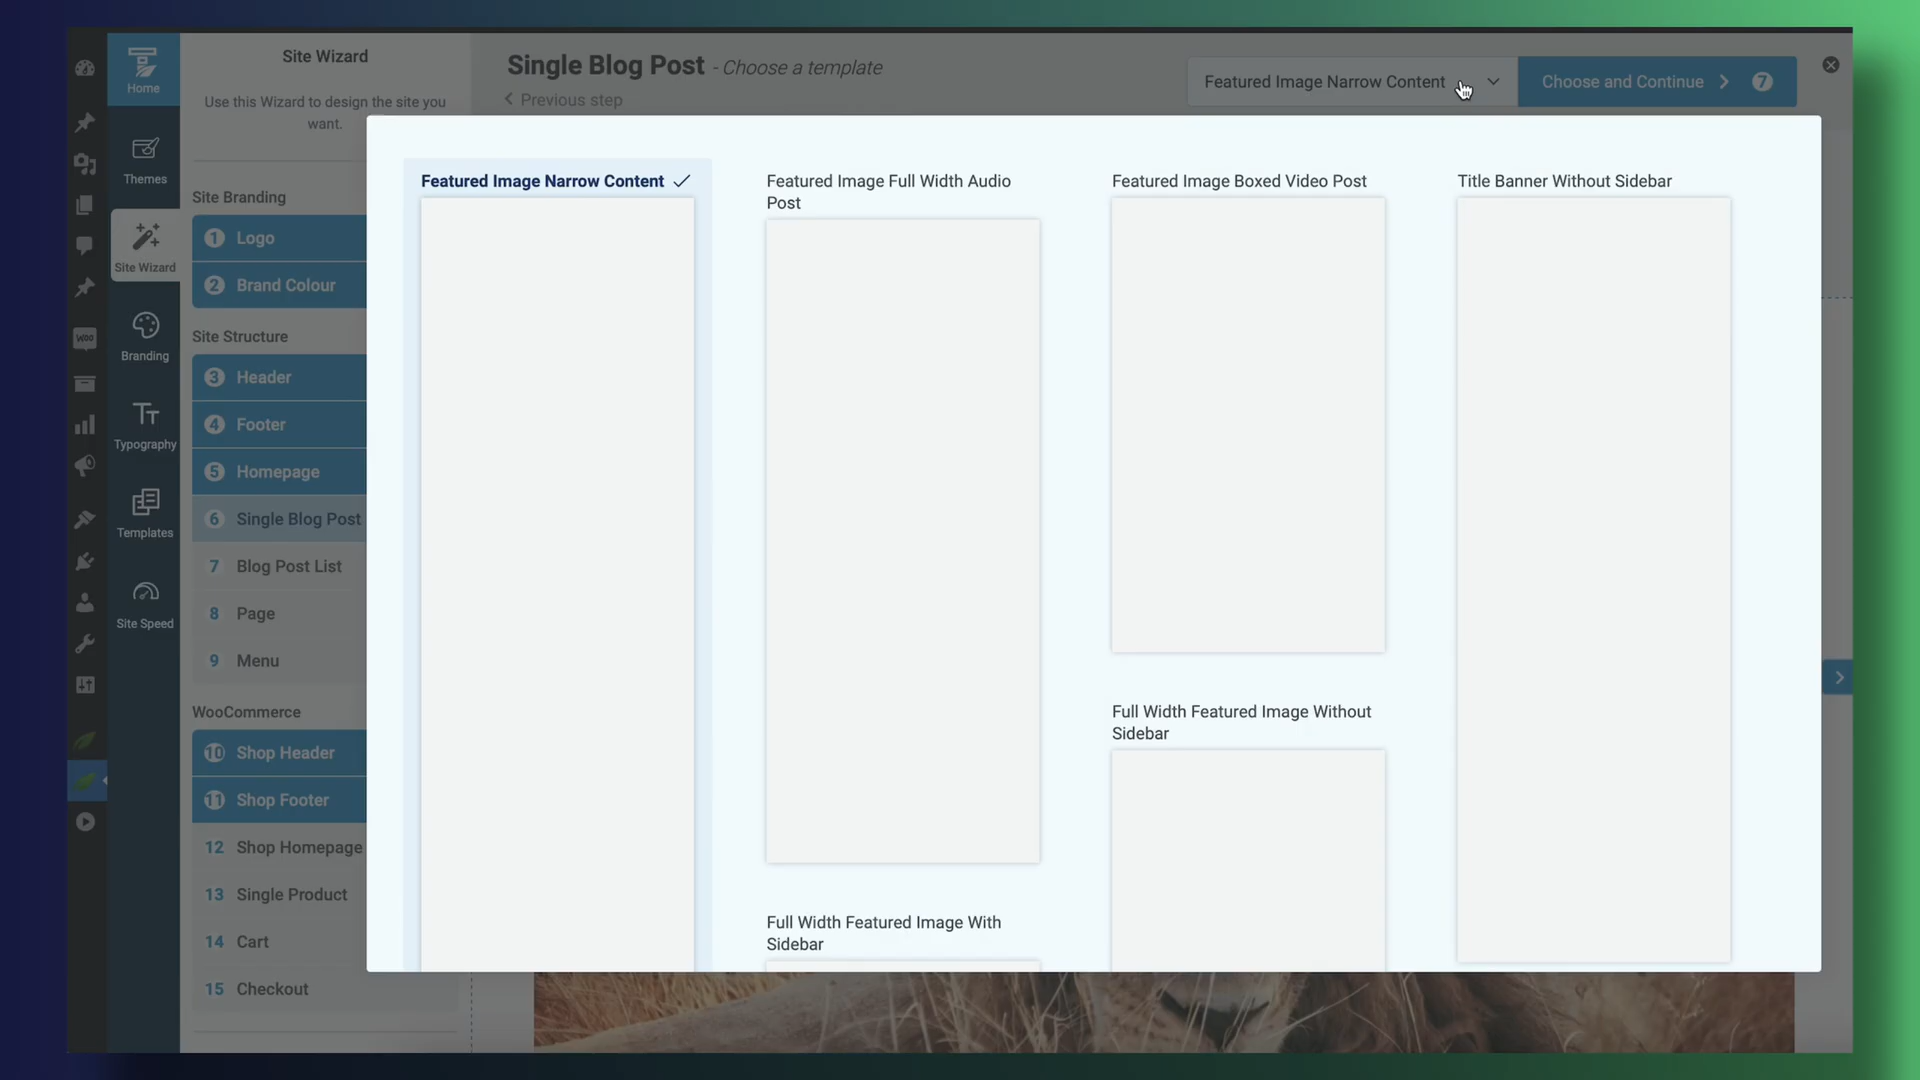 Home
Themes
Site Wizard
Branding
Typography
Templates
Site Speed
WOO
Site Wizard
Use this Wizard to design the site you
want.
Site Branding
1 Logo
2 Brand Colour
Site Structure
3 Header
4 Footer
5 Homepage
6 Single Blog Post
7 Blog Post List
8 Page
9 Menu
WooCommerce
10 Shop Header
11 Shop Footer
12 Shop Homepage
13 Single Product
14 Cart
15 Checkout
Single Blog Post - Choose a template
Previous step
Featured Image Narrow Content
Choose and Continue 7
Featured Image Narrow Content
Featured Image Full Width Audio
Post
Featured Image Boxed Video Post
Title Banner Without Sidebar
Full Width Featured Image Without
Sidebar
Full Width Featured Image With
Sidebar